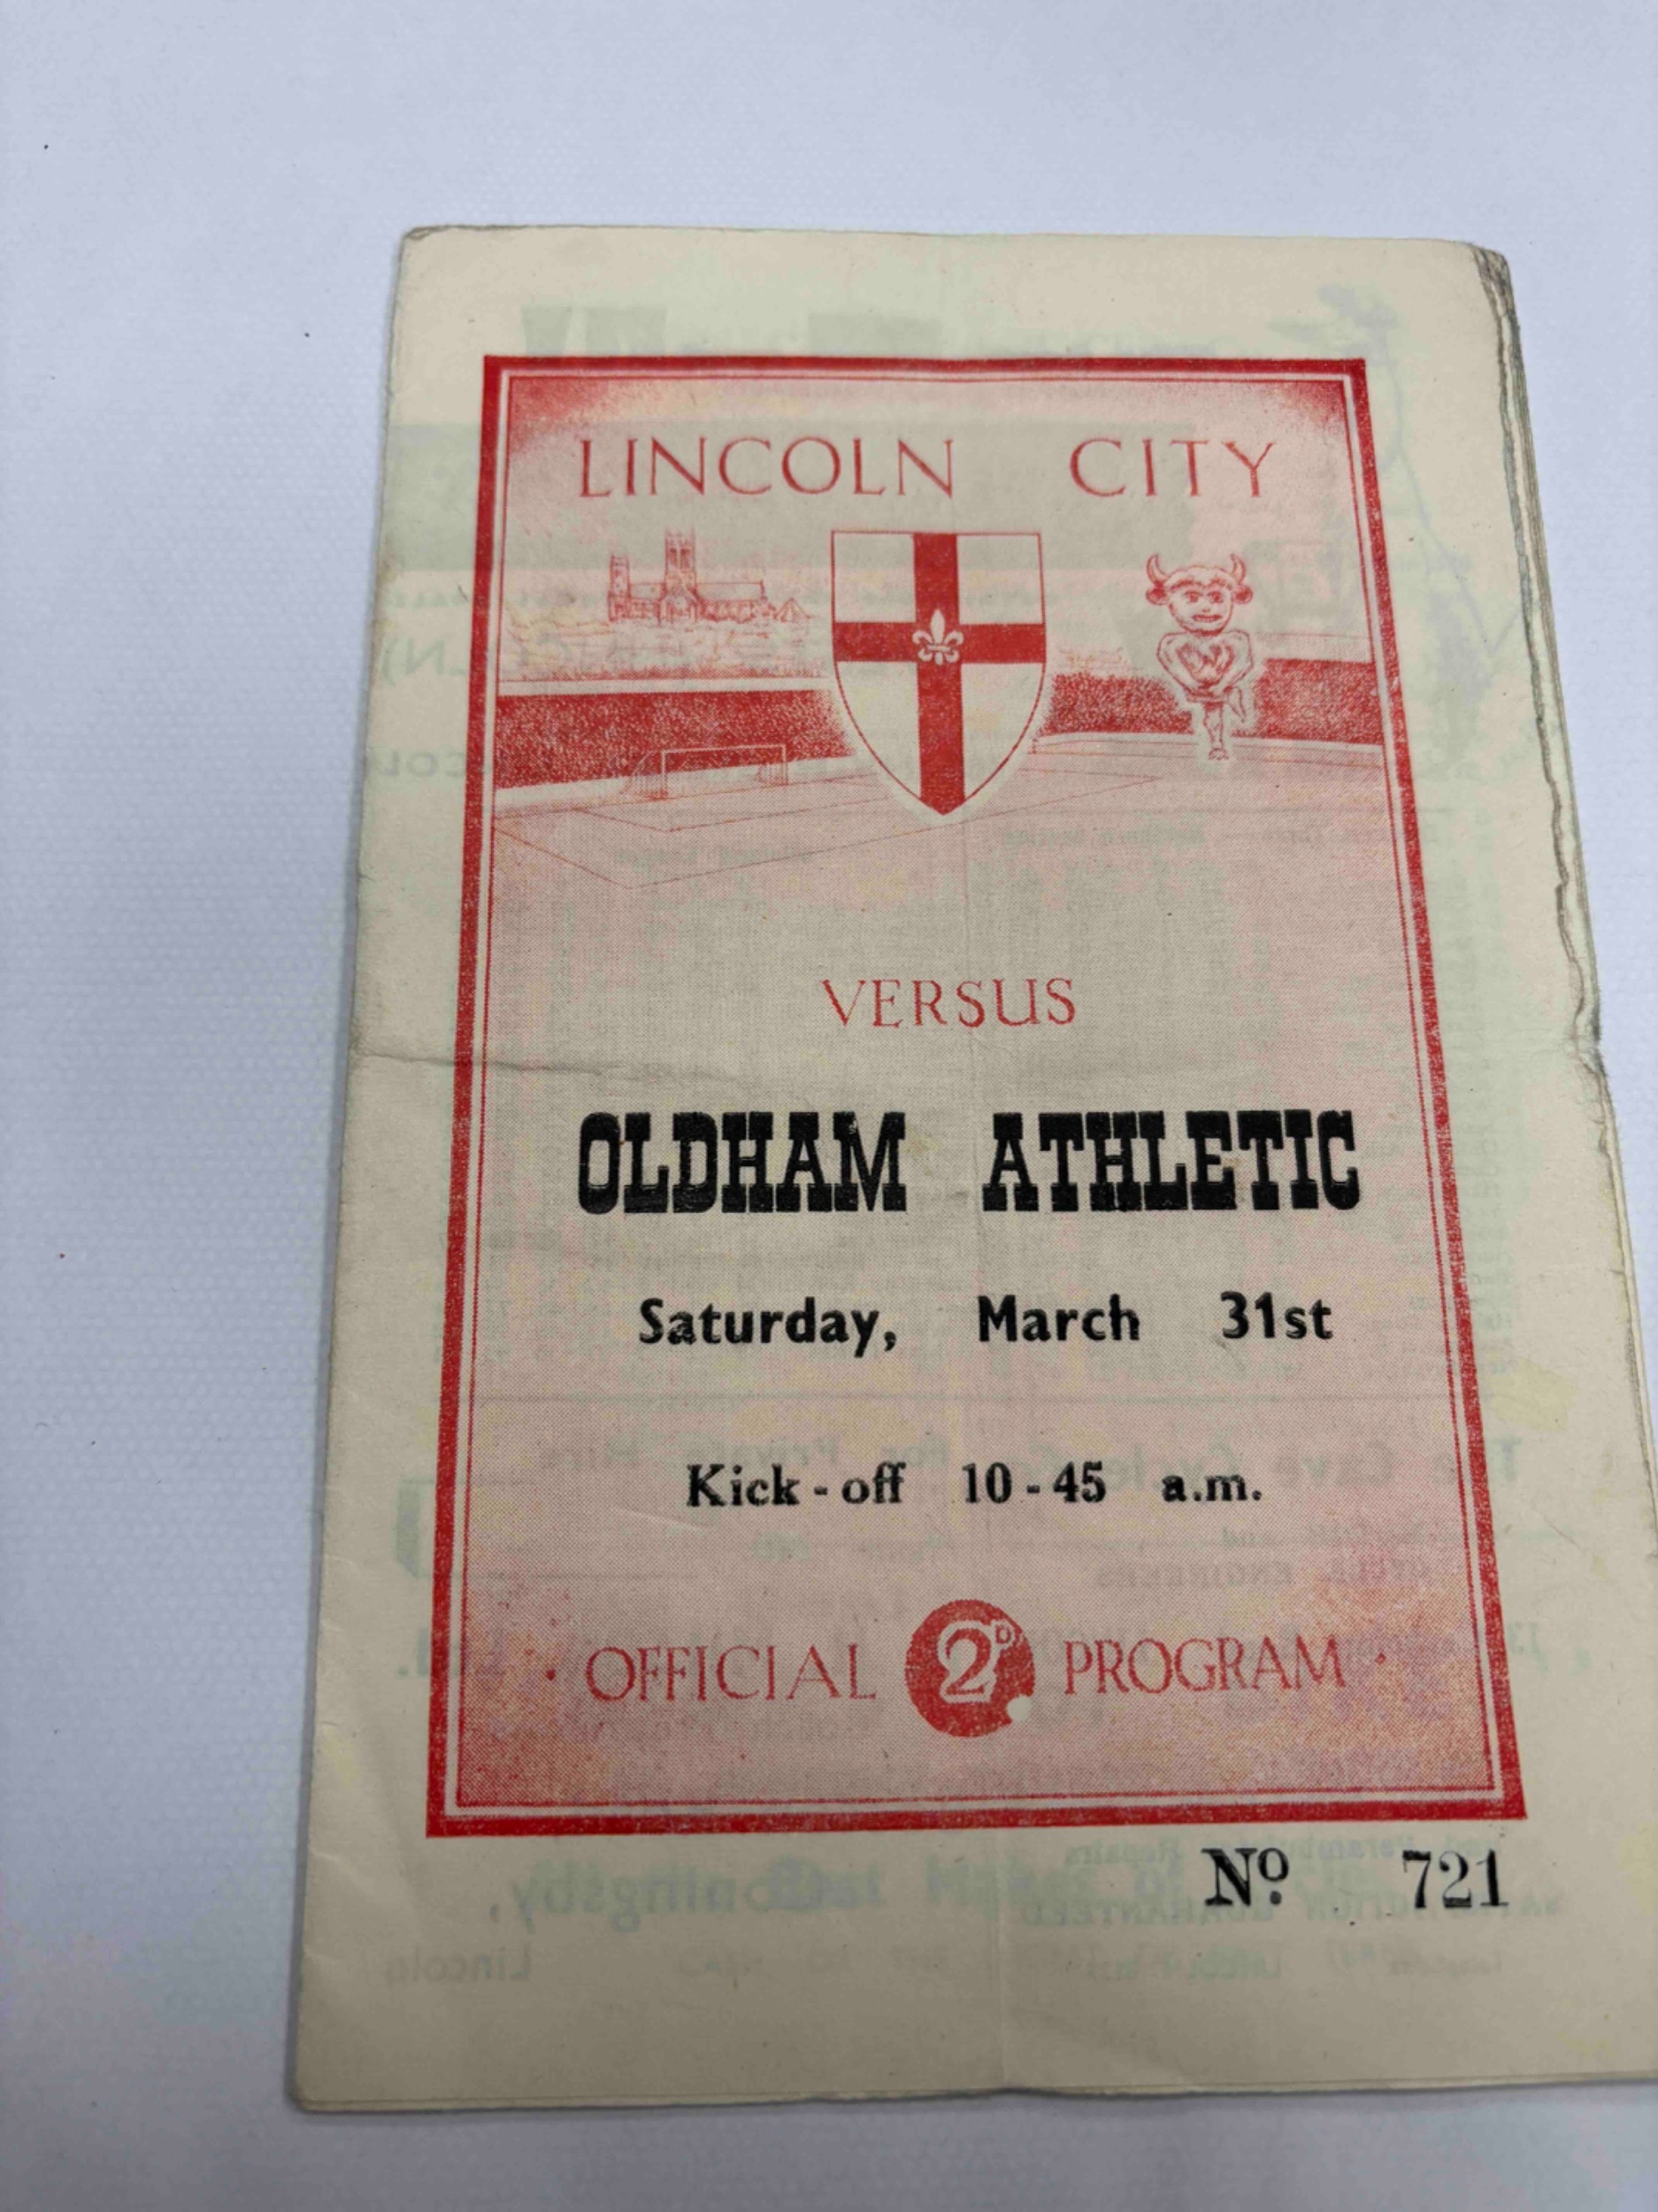 LINCOLN CITY
VERSUS
OLDHAM ATHLETIC
Saturday, March 31st
Kick-off 10-45 a.m.
· OFFICIAL 2D PROGRAM ·
Nº 721